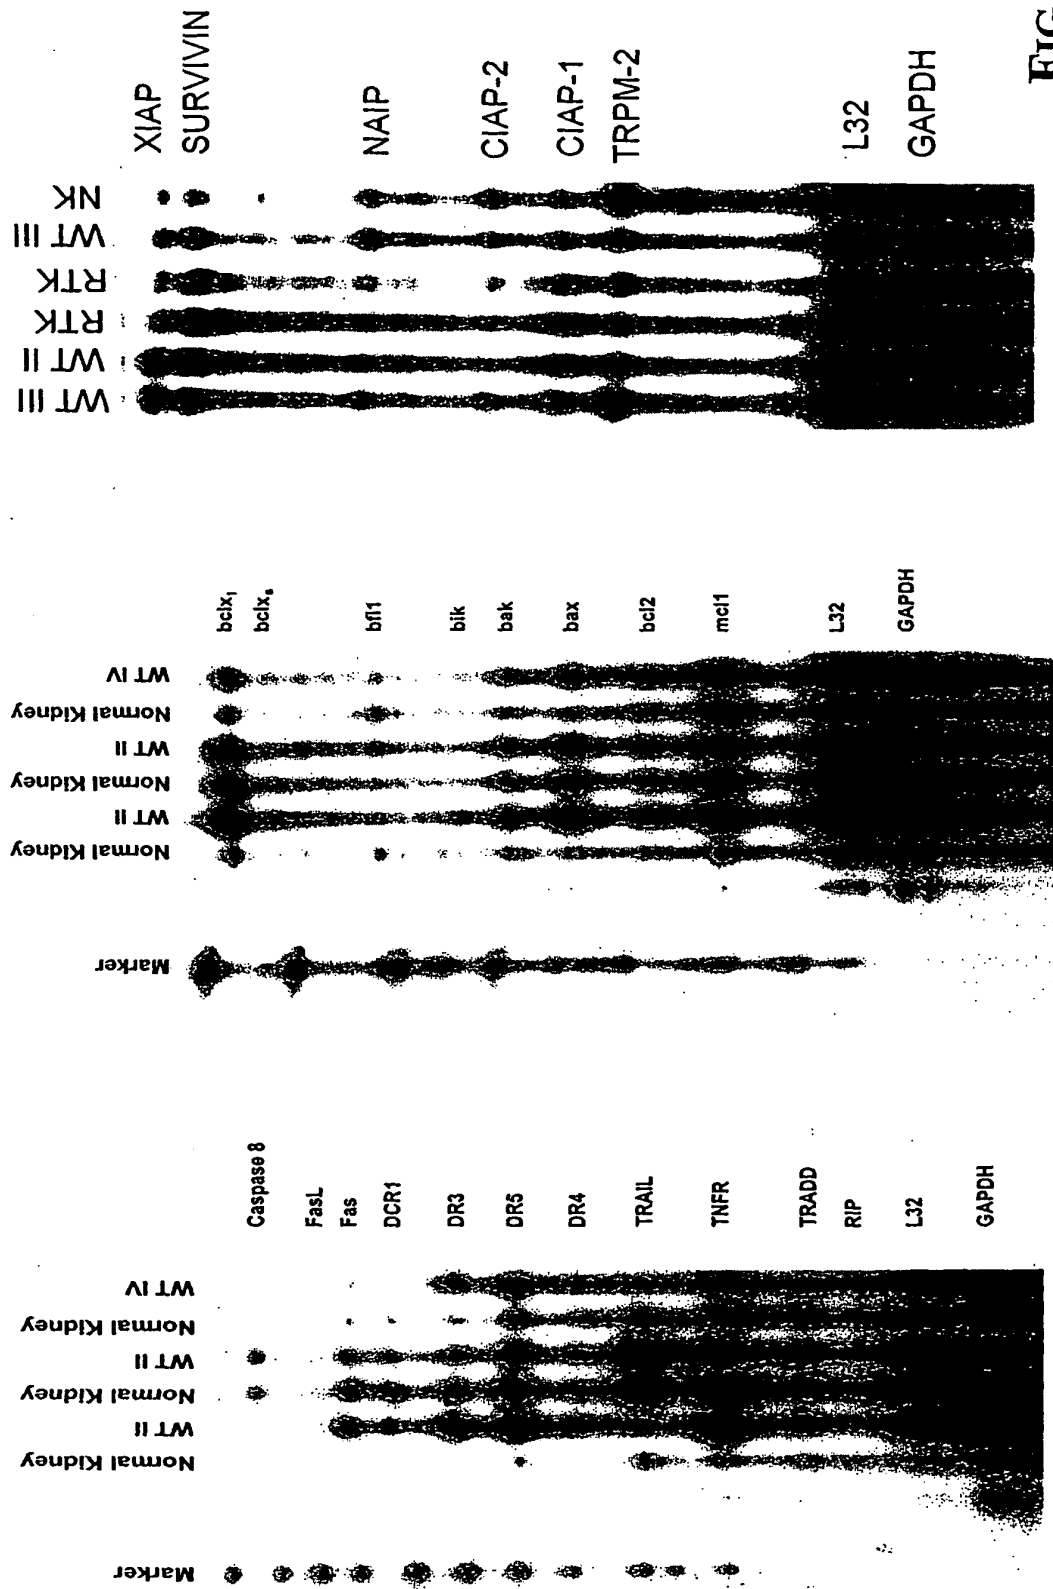 XIAP
SURVIVIN
NAIP
CIAP-2
CIAP-1
TRPM-2
L32
GAPDH
NK
WT III
RTK
RTK
WT II
WT III
bclxl
bclxs
bfl1
bik
bak
bax
bcl2
mcl1
L32
GAPDH
WT IV
Normal Kidney
WT II
Normal Kidney
WT II
Normal Kidney
Marker
Caspase 8
FasL
Fas
DCR1
DR3
DR5
DR4
TRAIL
TNFR
TRADD
RIP
L32
GAPDH
WT IV
Normal Kidney
WT II
Normal Kidney
WT II
Normal Kidney
Marker
FIG